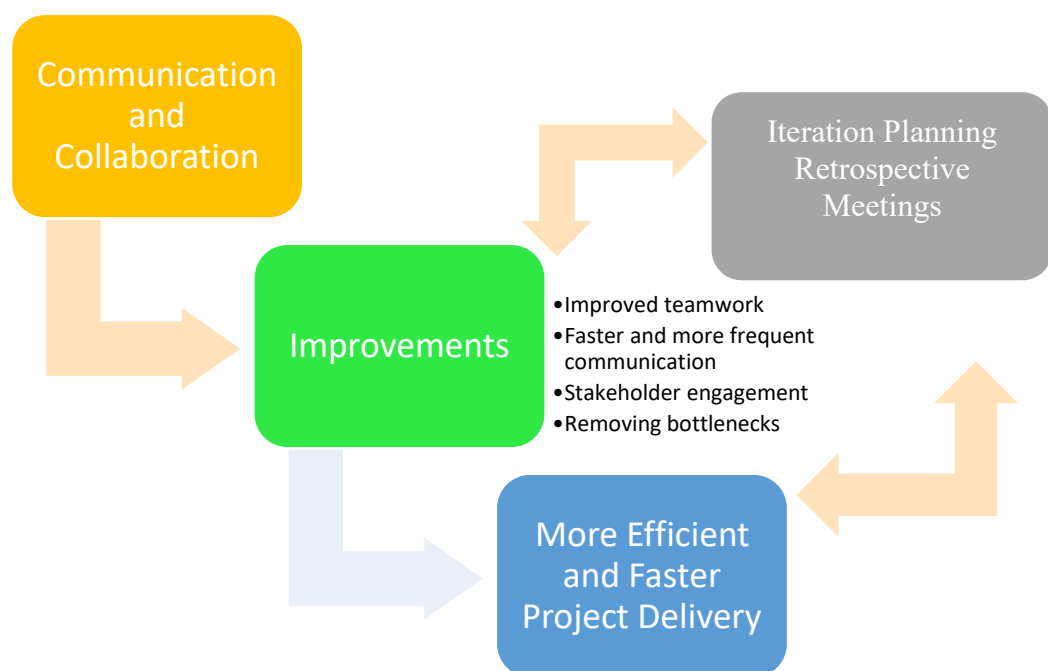 Communication
and
Collaboration
Iteration Planning
Retrospective
Meetings
Improvements
•Improved teamwork
•Faster and more frequent
communication
•Stakeholder engagement
•Removing bottlenecks
More Efficient
and Faster
Project Delivery